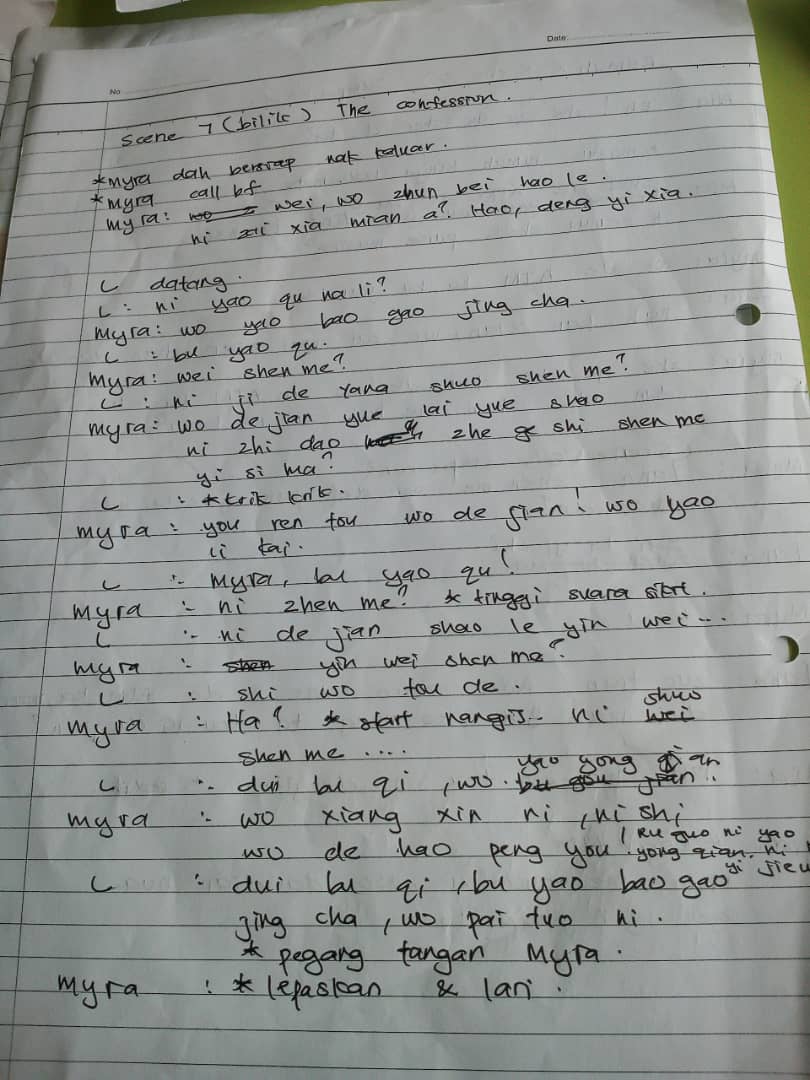 No
Date:
Scene 7 (bilik) The confession.
*Myra dah bersiap nak keluar.
*Myra call bf
Myra: wei, wo zhun bei hao le.
ni zai xia mian a? Hao, deng yi xia.
L datang.
L : ni yao qu na li?
Myra: wo yao bao gao jing cha.
L : bu yao qu.
Myra: wei shen me?
L : ni ji de Yang shuo shen me?
Myra: wo de jian yue lai yue shao
ni zhi dao zhe shi shen me
yi si ma?
L : *krik krik.
Myra : you ren tou wo de jian! wo yao
li kai.
L :- Myra, bu yao qu!
Myra :- ni zhen me? * tinggi suara sikit.
L :- ni de jian shao le yin wei...
Myra :- yin wei shen me?
L : shi wo tou de.
Myra : Ha? * start nangis.. ni shuo
shen me ....
L :- dui bu qi, wo yao yong qian.
Myra :- wo xiang xin ni, ni shi
wo de hao peng you, Ru guo ni yao
yong qian, ni
L :- dui bu qi, bu yao bao gao yi jieu
jing cha, wo pai tuo ni.
* pegang tangan Myra.
Myra : * lepaskan & lari.